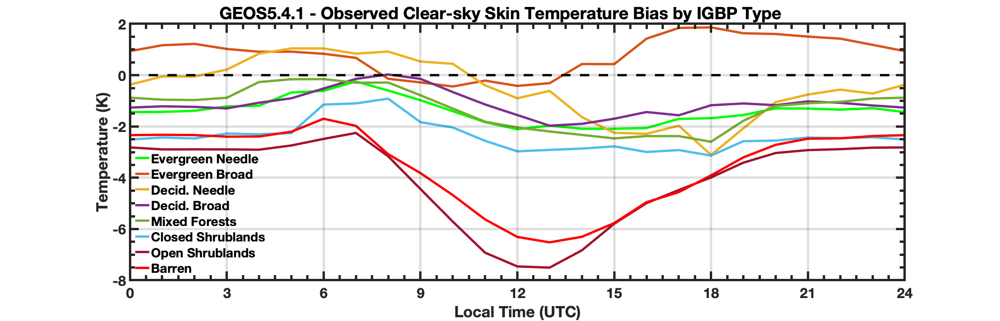 GEOS5.4.1 - Observed Clear-sky Skin Temperature Bias by IGBP Type
Temperature (K)
2
0
-2
-4
-6
-8
Evergreen Needle
Evergreen Broad
Decid. Needle
Decid. Broad
Mixed Forests
Closed Shrublands
Open Shrublands
Barren
0 3 6 9 12 15 18 21 24
Local Time (UTC)